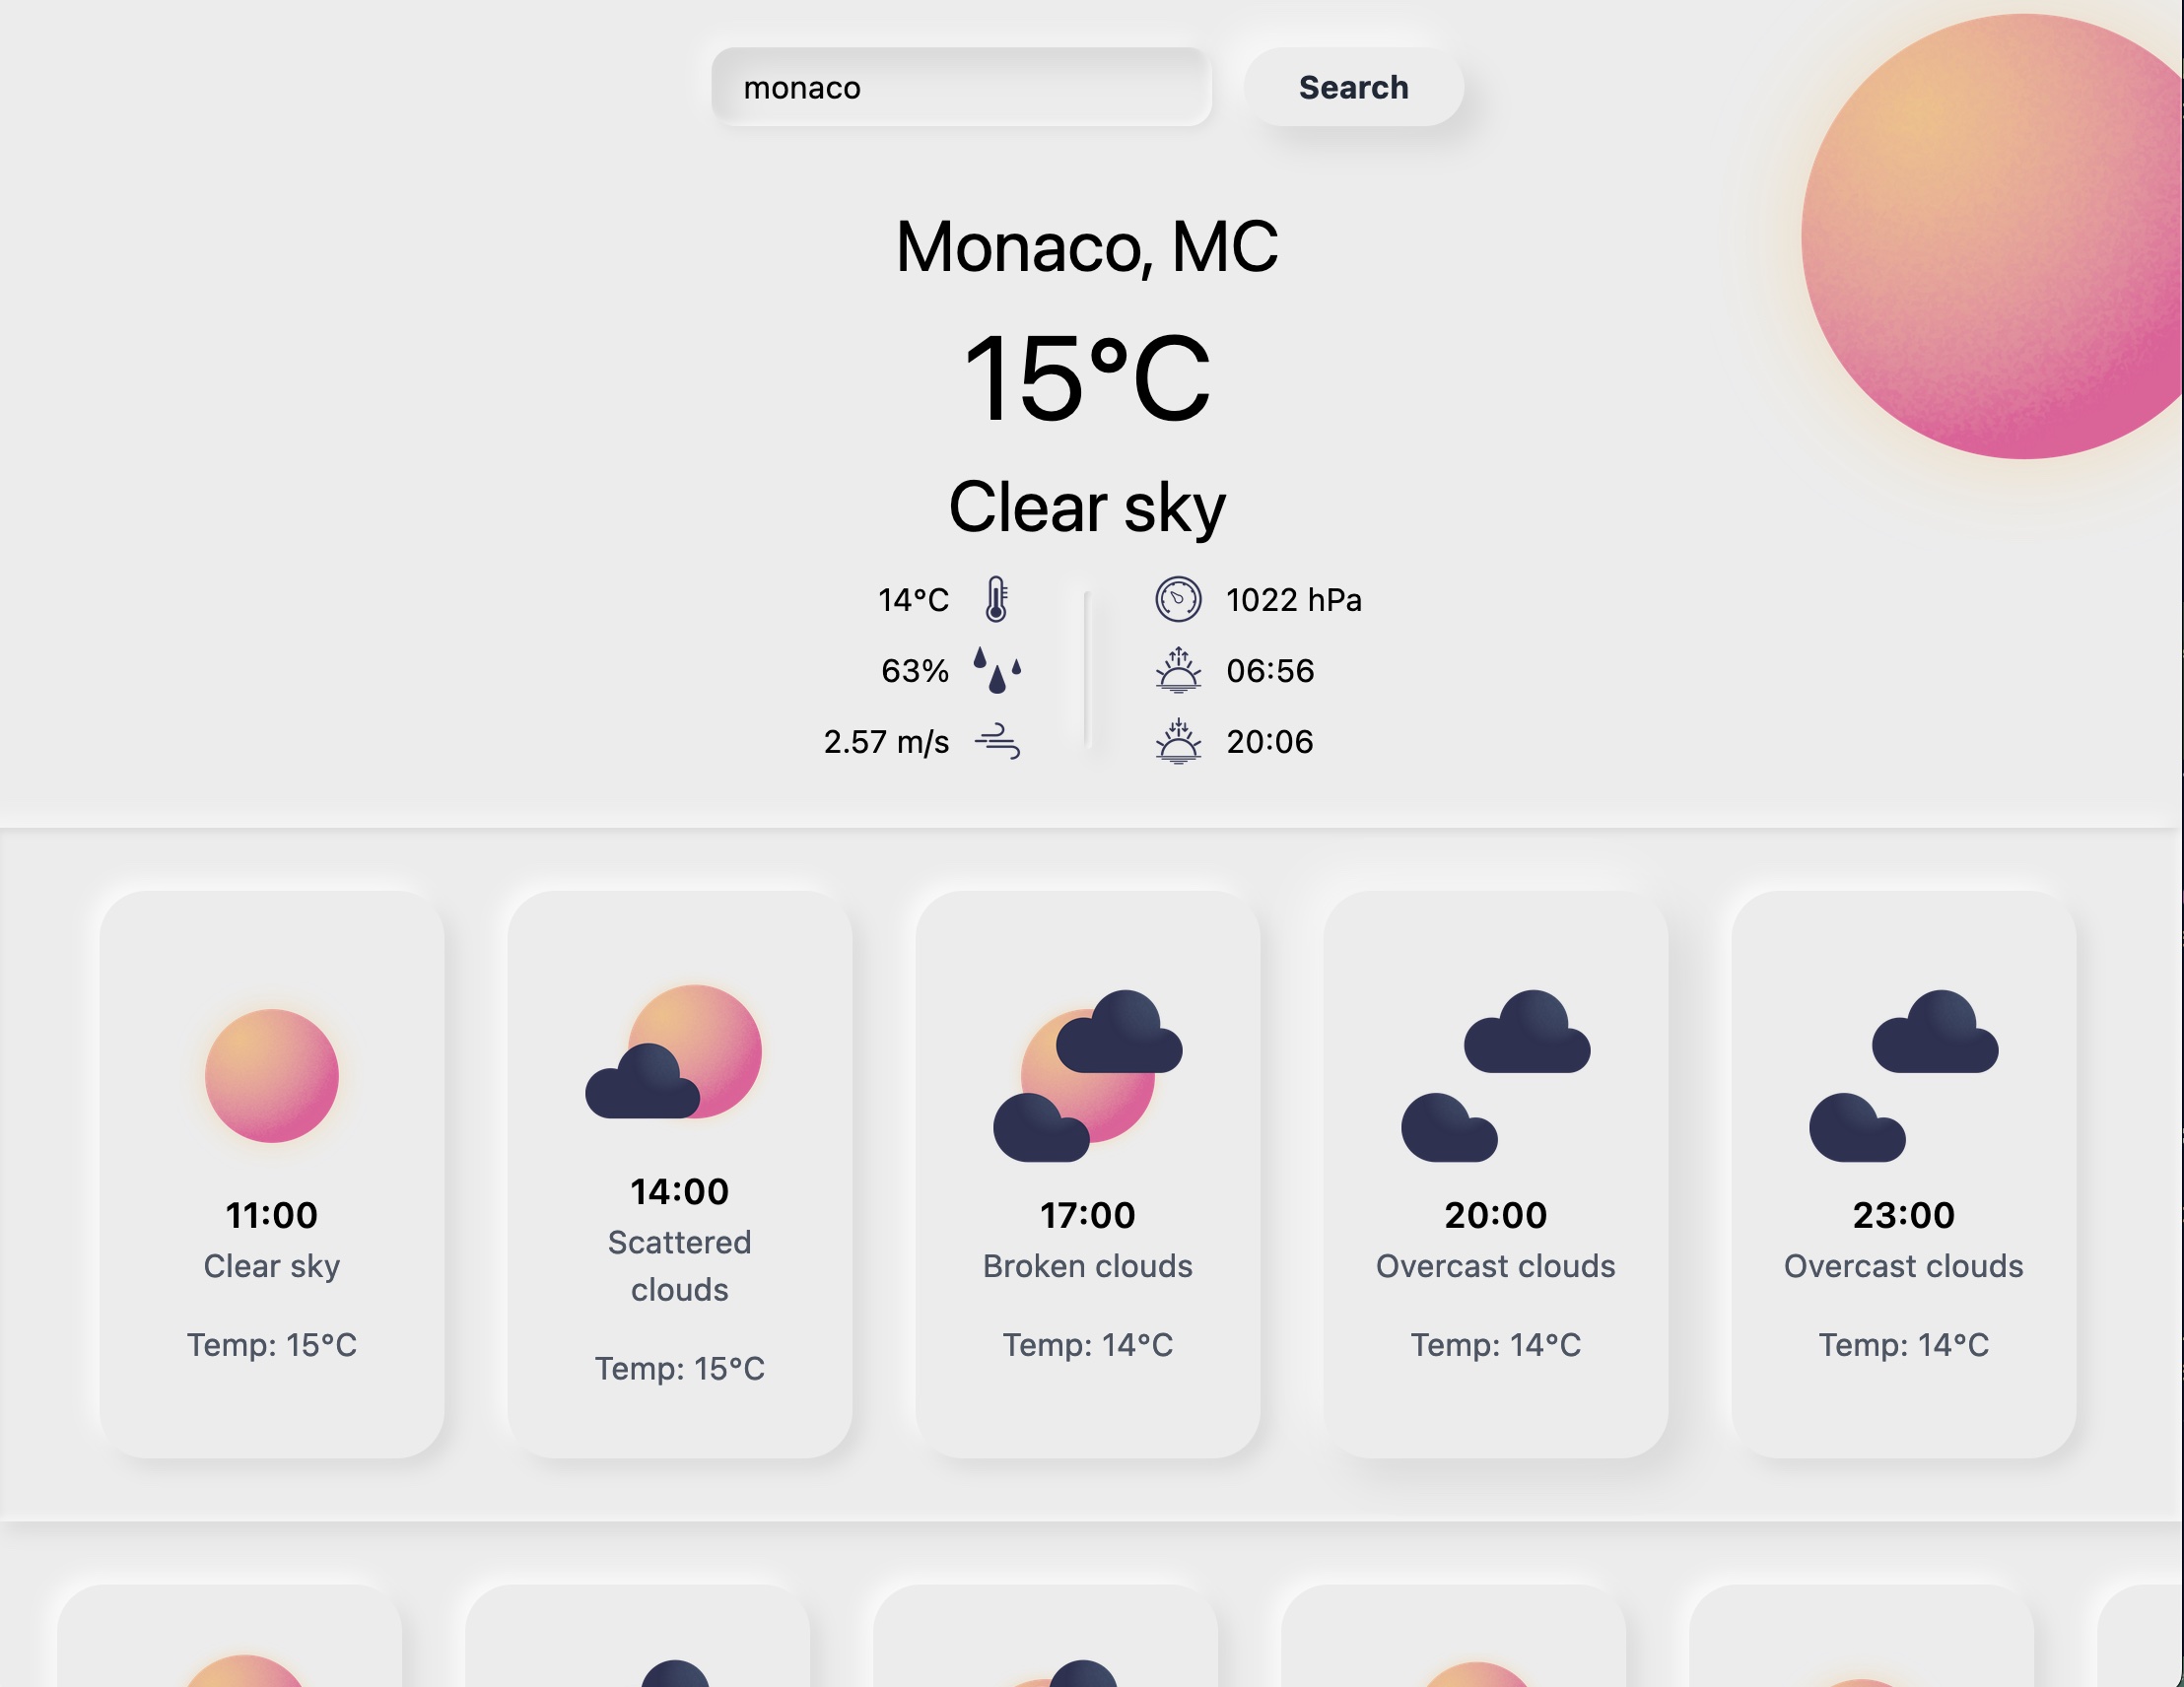 monaco
Search
Monaco, MC
15°C
Clear sky
14°C
63%
2.57 m/s
1022 hPa
06:56
20:06
11:00
Clear sky
Temp: 15°C
14:00
Scattered
clouds
Temp: 15°C
17:00
Broken clouds
Temp: 14°C
20:00
Overcast clouds
Temp: 14°C
23:00
Overcast clouds
Temp: 14°C